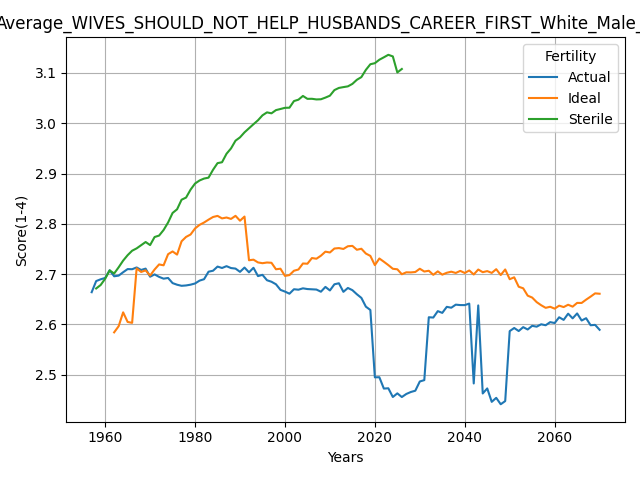 Average_WIVES_SHOULD_NOT_HELP_HUSBANDS_CAREER_FIRST_White_Male_
Score(1-4)
3.1
3.0
2.9
2.8
2.7
2.6
2.5
Fertility
Actual
Ideal
Sterile
1960 1980 2000 2020 2040 2060
Years